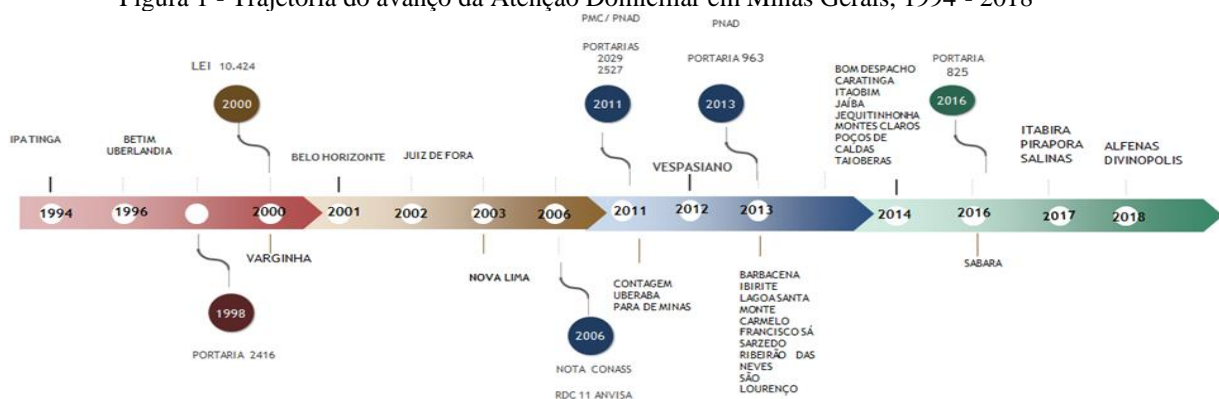 Figura 1 - Trajetória do avanço da Atenção Domiciliar em Minas Gerais, 1994 - 2018
PMC/ PNAD
PORTARIAS
2029
2527
2011
PNAD
PORTARIA 963
2013
LEI 10.424
2000
BOM DESPACHO
CARATINGA
ITAOBIM
JAÍBA
JEQUITINHONHA
MONTES CLAROS
POÇOS DE
CALDAS
TAIOBERAS
PORTARIA
825
2016
IPATINGA
BETIM
UBERLANDIA
BELO HORIZONTE
JUIZ DE FORA
VESPASIANO
ITABIRA
PIRAPORA
SALINAS
ALFENAS
DIVINOPOLIS
1994
1996
2000
2001
2002
2003
2006
2011
2012
2013
2014
2016
2017
2018
1998
PORTARIA 2416
VARGINHA
NOVA LIMA
2006
NOTA CONASS
RDC 11 ANVISA
CONTAGEM
UBERABA
PARA DE MINAS
BARBACENA
IBIRITE
LAGOA SANTA
MONTE
CARMELO
FRANCISCO SÁ
SARZEDO
RIBEIRÃO DAS
NEVES
SÃO
LOURENÇO
SABARA